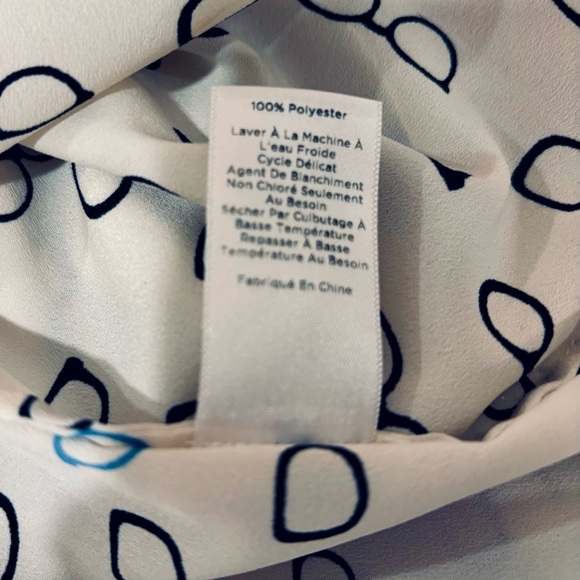 100% Polyester
Laver À La Machine À
L'eau Froide
Cycle Délicat
Agent De Blanchiment
Non Chloré Seulement
Au Besoin
Sécher Par Culbutage À
Basse Température
Repasser À Basse
Température Au Besoin
Fabriqué En Chine